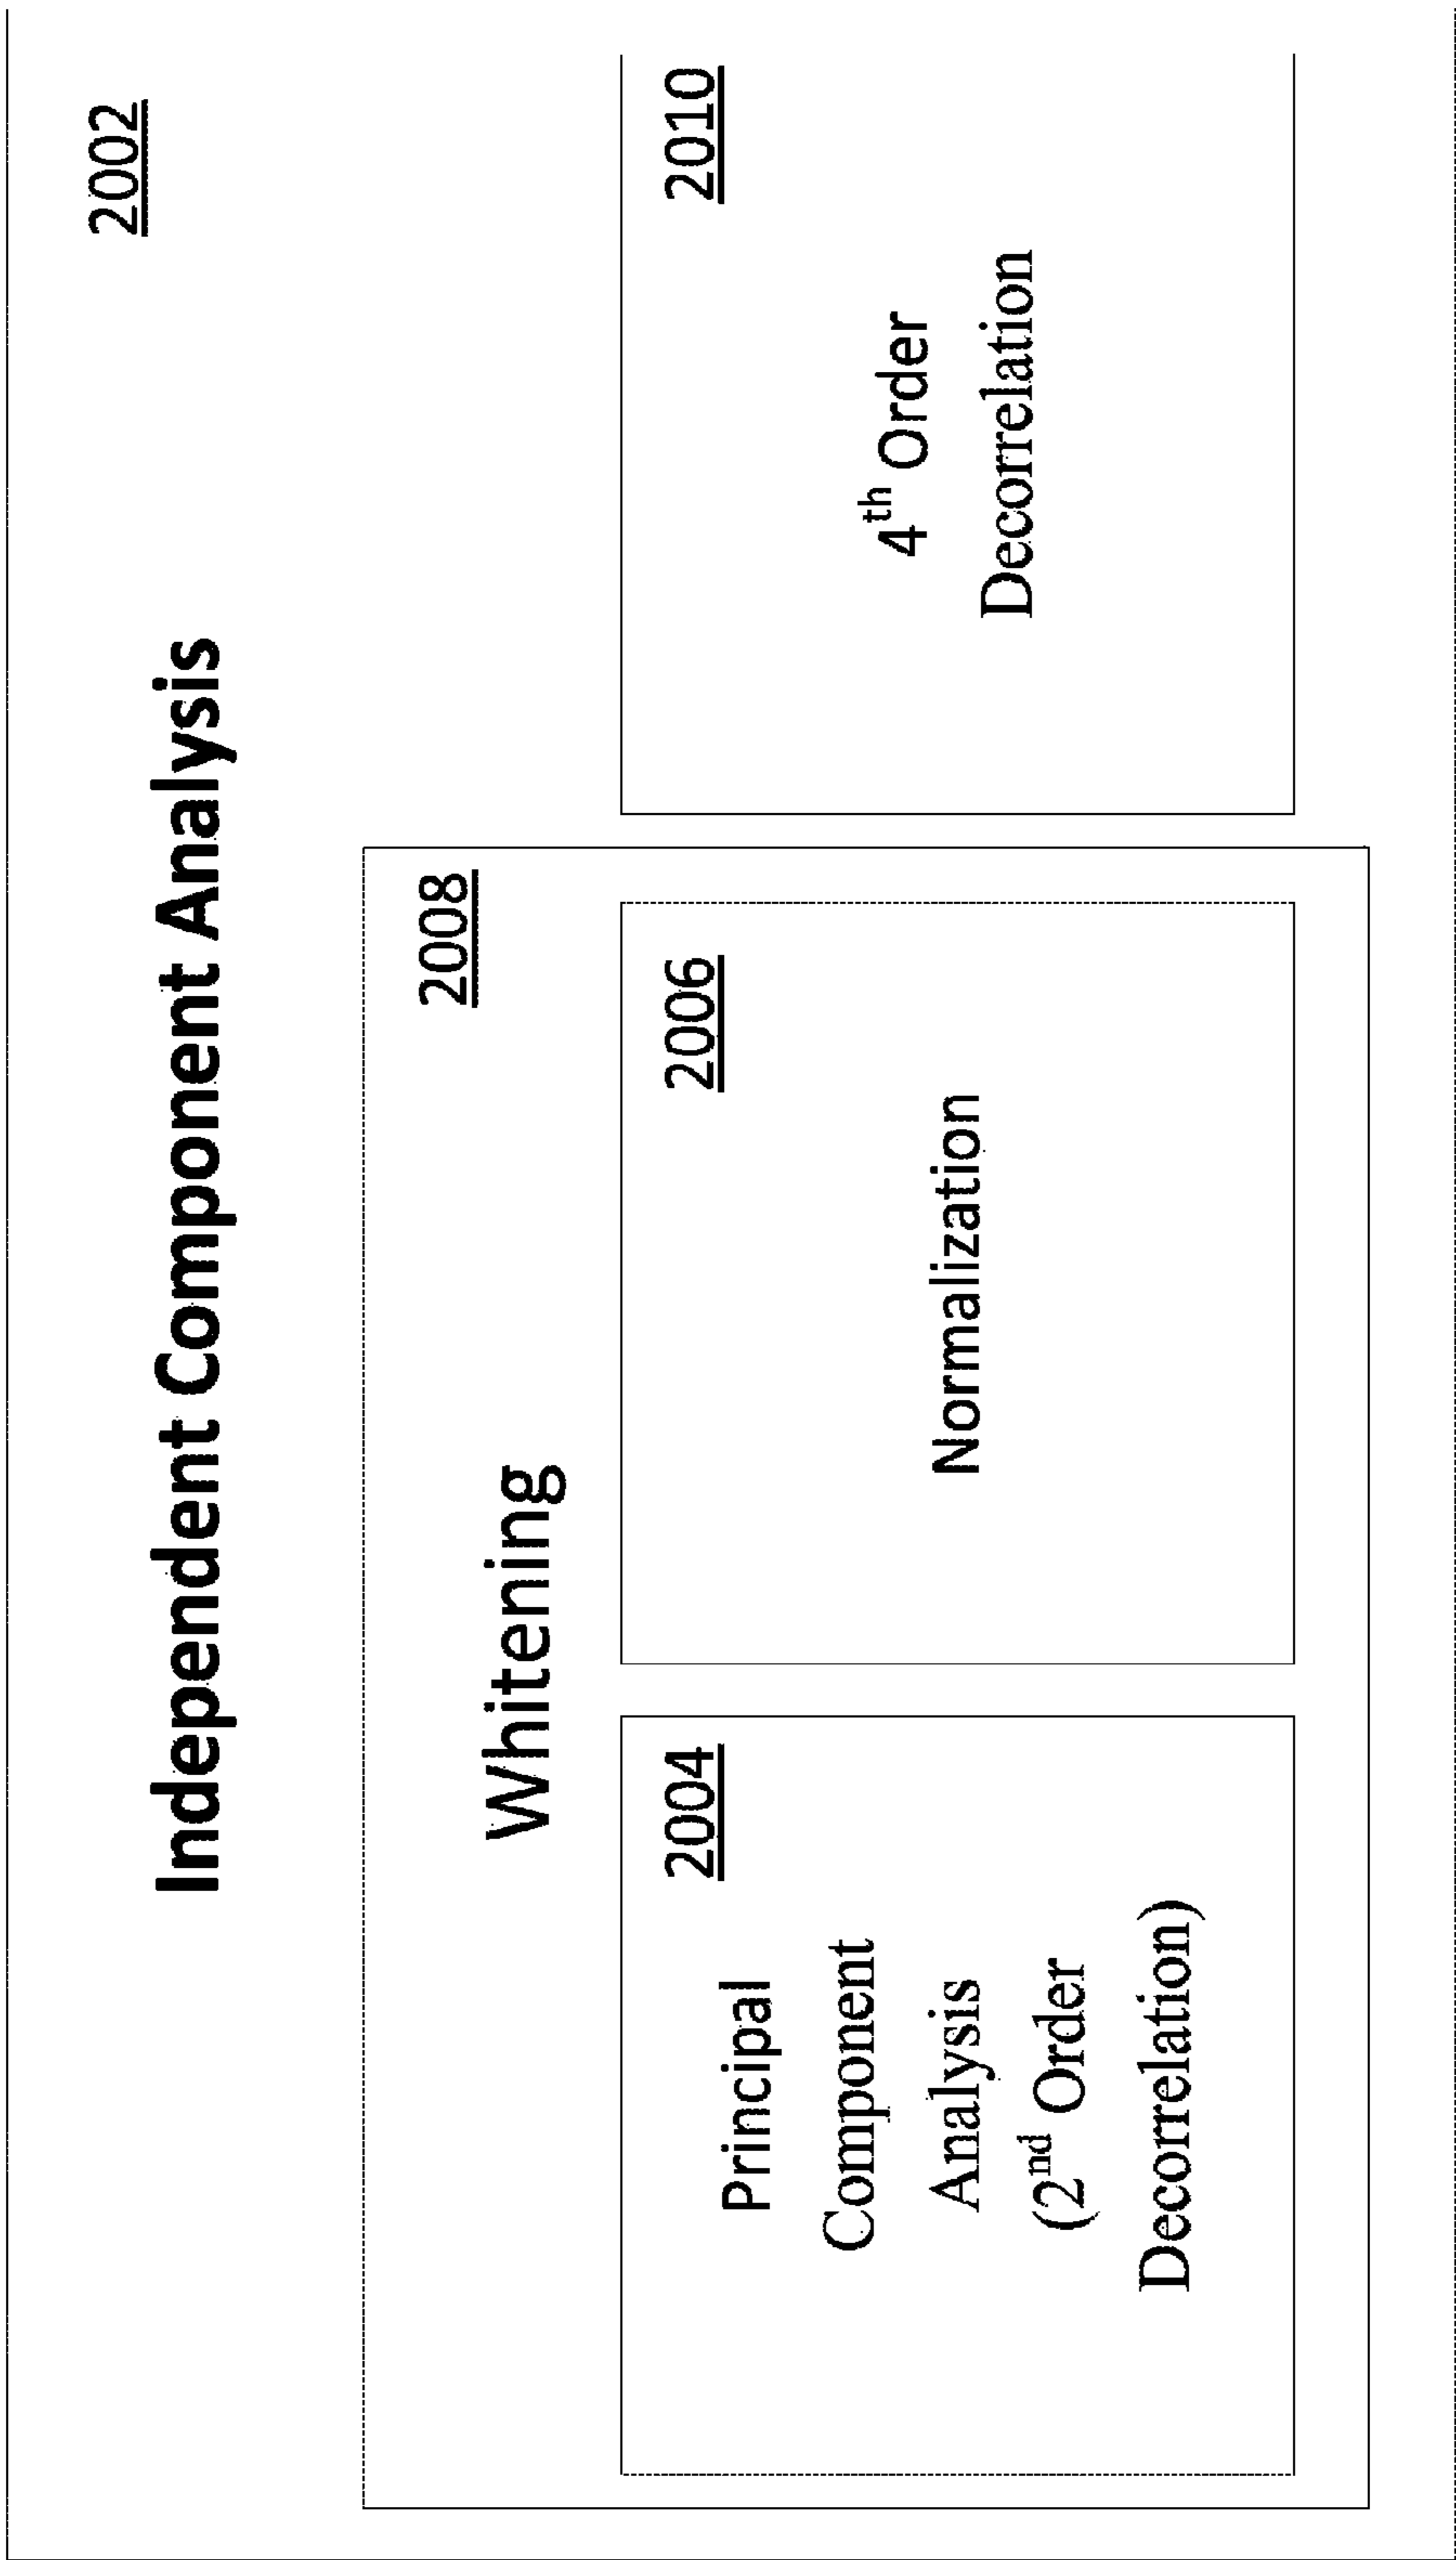 2002
Independent Component Analysis
2008
Whitening
2004
Principal
Component
Analysis
(2nd Order
Decorrelation)
2006
Normalization
2010
4th Order
Decorrelation